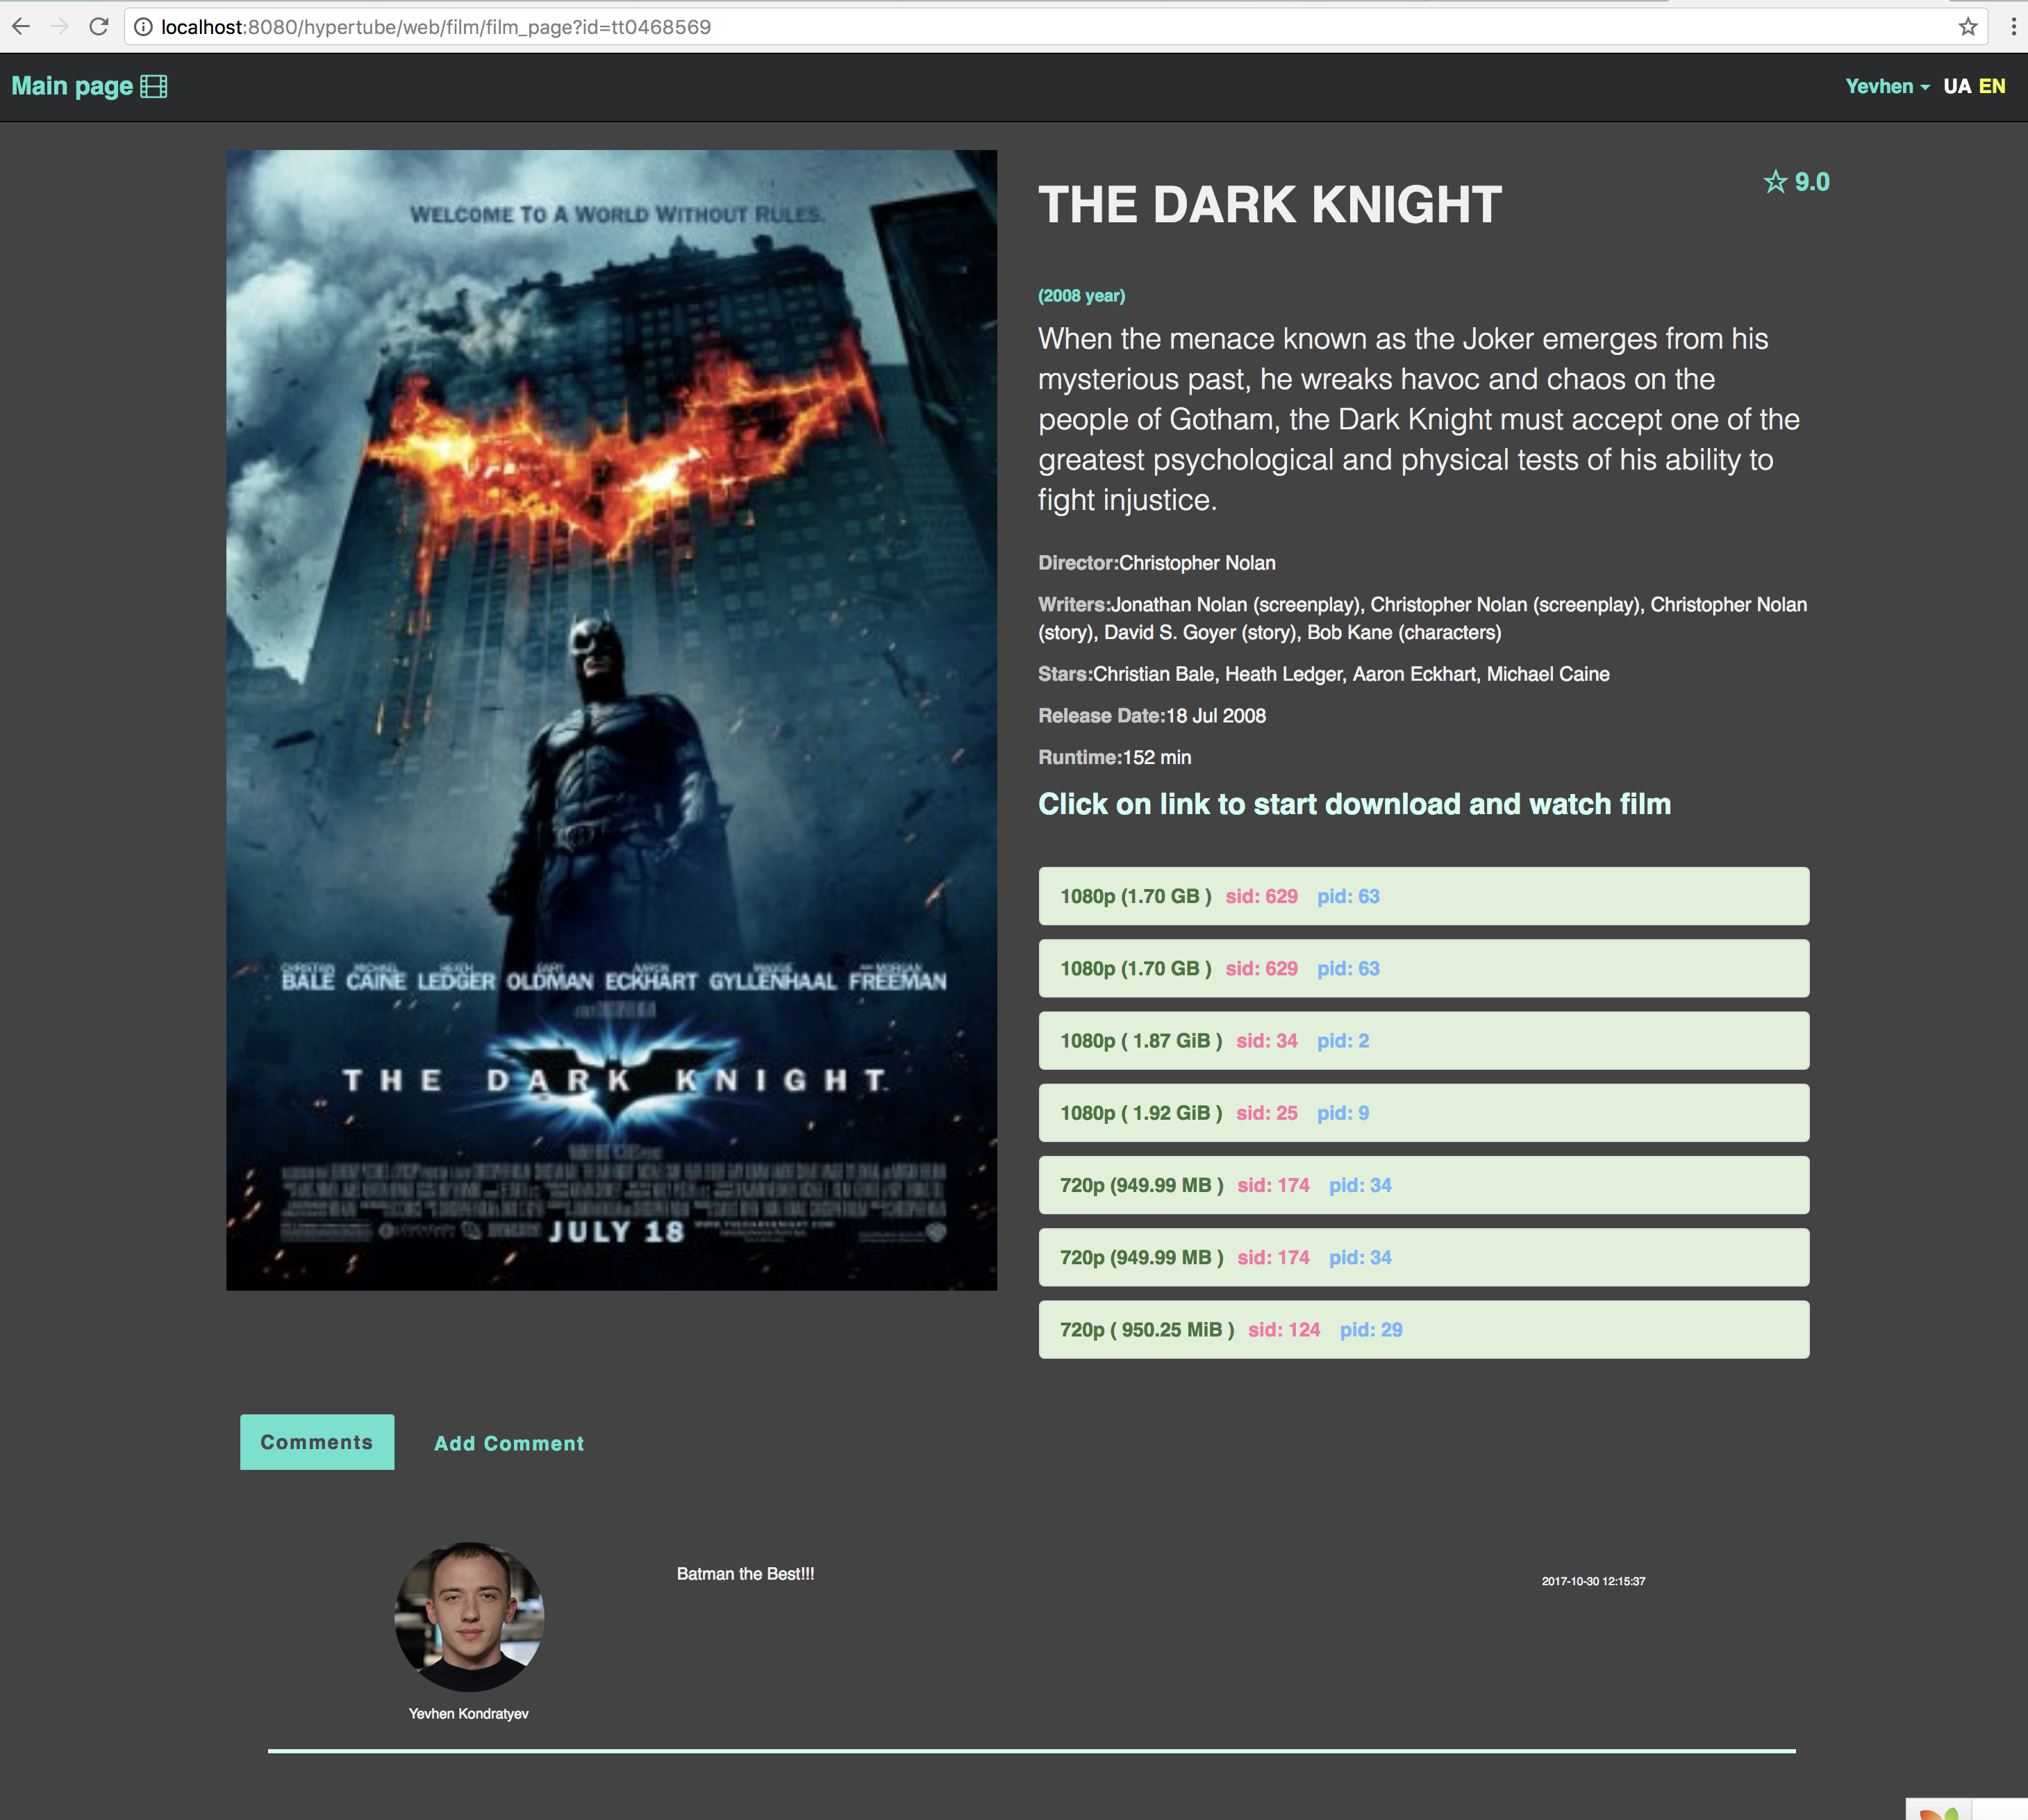 localhost:8080/hypertube/web/film/film_page?id=tt0468569
Main page
Yevhen UA EN
WELCOME TO A WORLD WITHOUT RULES.
CHRISTIAN BALE MICHAEL CAINE HEATH LEDGER GARY OLDMAN AARON ECKHART MAGGIE GYLLENHAAL AND MORGAN FREEMAN
THE DARK KNIGHT
JULY 18
THE DARK KNIGHT
9.0
(2008 year)
When the menace known as the Joker emerges from his
mysterious past, he wreaks havoc and chaos on the
people of Gotham, the Dark Knight must accept one of the
greatest psychological and physical tests of his ability to
fight injustice.
Director:Christopher Nolan
Writers:Jonathan Nolan (screenplay), Christopher Nolan (screenplay), Christopher Nolan
(story), David S. Goyer (story), Bob Kane (characters)
Stars:Christian Bale, Heath Ledger, Aaron Eckhart, Michael Caine
Release Date:18 Jul 2008
Runtime:152 min
Click on link to start download and watch film
1080p (1.70 GB ) sid: 629 pid: 63
1080p (1.70 GB ) sid: 629 pid: 63
1080p ( 1.87 GiB ) sid: 34 pid: 2
1080p ( 1.92 GiB ) sid: 25 pid: 9
720p (949.99 MB ) sid: 174 pid: 34
720p (949.99 MB ) sid: 174 pid: 34
720p ( 950.25 MiB ) sid: 124 pid: 29
Comments Add Comment
Batman the Best!!!
2017-10-30 12:15:37
Yevhen Kondratyev